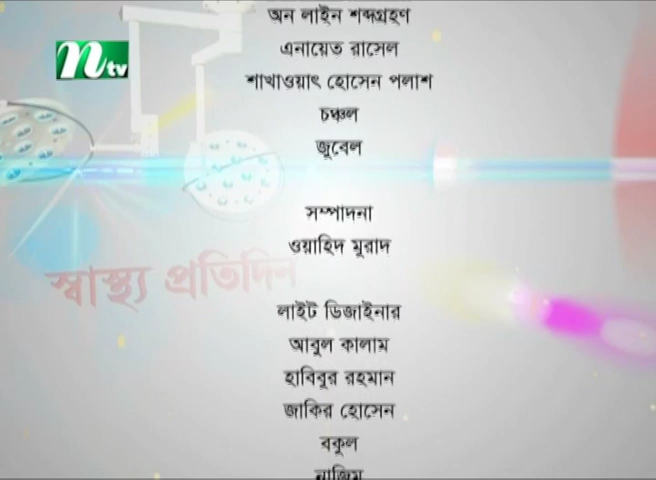 অন লাইন শব্দগ্রহণ
ntv
এনায়েত রাসেল
শাখাওয়াৎ হোসেন পলাশ
চঞ্চল
জুবেল
সম্পাদনা
ওয়াহিদ মুরাদ
স্বাস্থ্য প্রতিদিন
লাইট ডিজাইনার
আবুল কালাম
হাবিবুর রহমান
জাকির হোসেন
বকুল
নাজিম